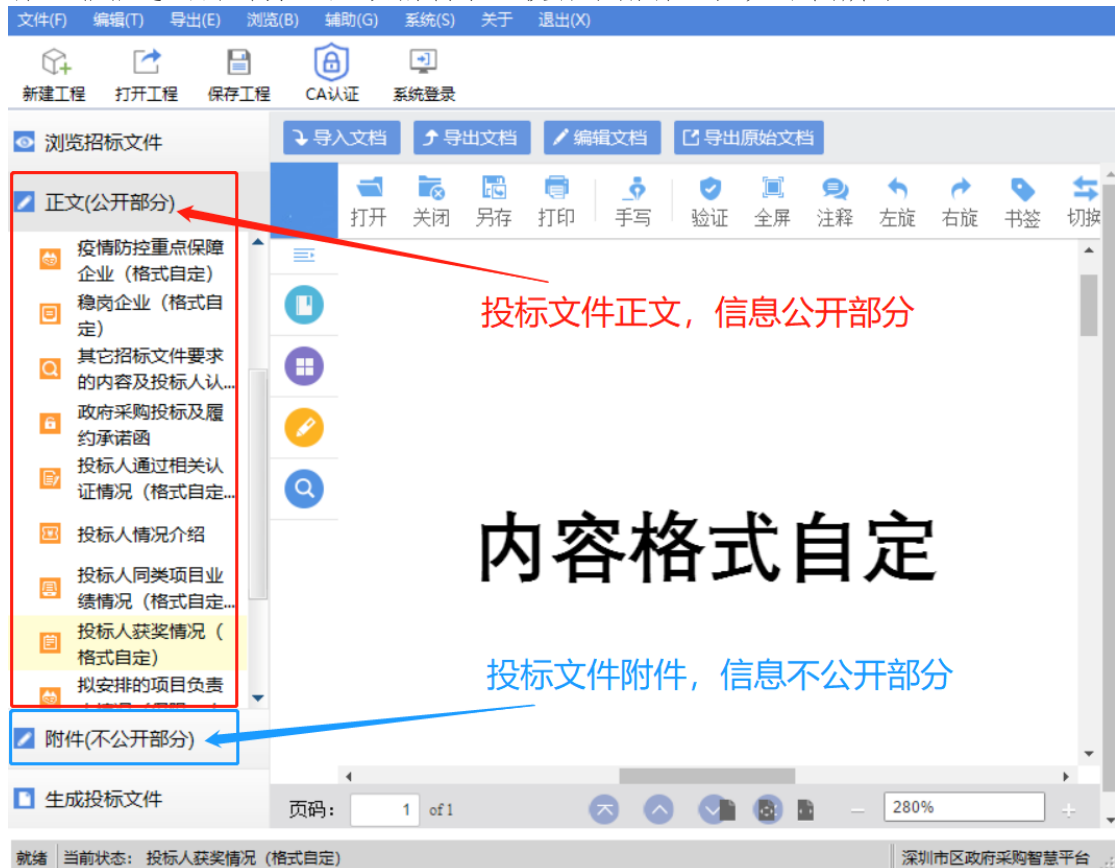 文件(F) 编辑(T) 导出(E) 浏览(B) 辅助(G) 系统(S) 关于 退出(X)
新建工程 打开工程 保存工程 CA认证 系统登录
浏览招标文件
导入文档 导出文档 编辑文档 导出原始文档
正文(公开部分)
打开 关闭 另存 打印 手写 验证 全屏 注释 左旋 右旋 书签 切换
疫情防控重点保障
企业（格式自定）
稳岗企业（格式自
定）
其它招标文件要求
的内容及投标人认...
政府采购投标及履
约承诺函
投标人通过相关认
证情况（格式自定...
投标人情况介绍
投标人同类项目业
绩情况（格式自定...
投标人获奖情况（
格式自定）
拟安排的项目负责
投标文件正文，信息公开部分
内容格式自定
投标文件附件，信息不公开部分
附件(不公开部分)
生成投标文件
页码： 1 of 1 280%
就绪 当前状态： 投标人获奖情况（格式自定） 深圳市区政府采购智慧平台